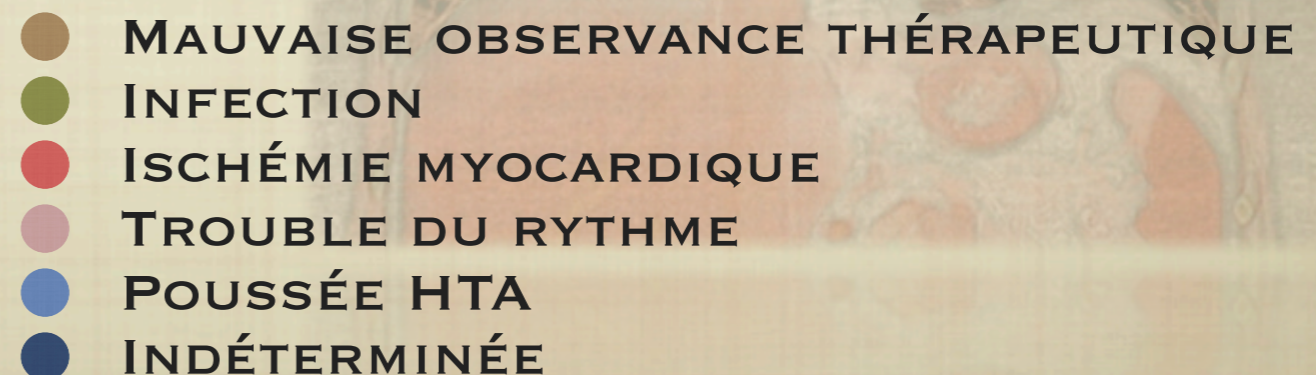 Mauvaise observance thérapeutique
Infection
Ischémie myocardique
Trouble du rythme
Poussée HTA
Indéterminée